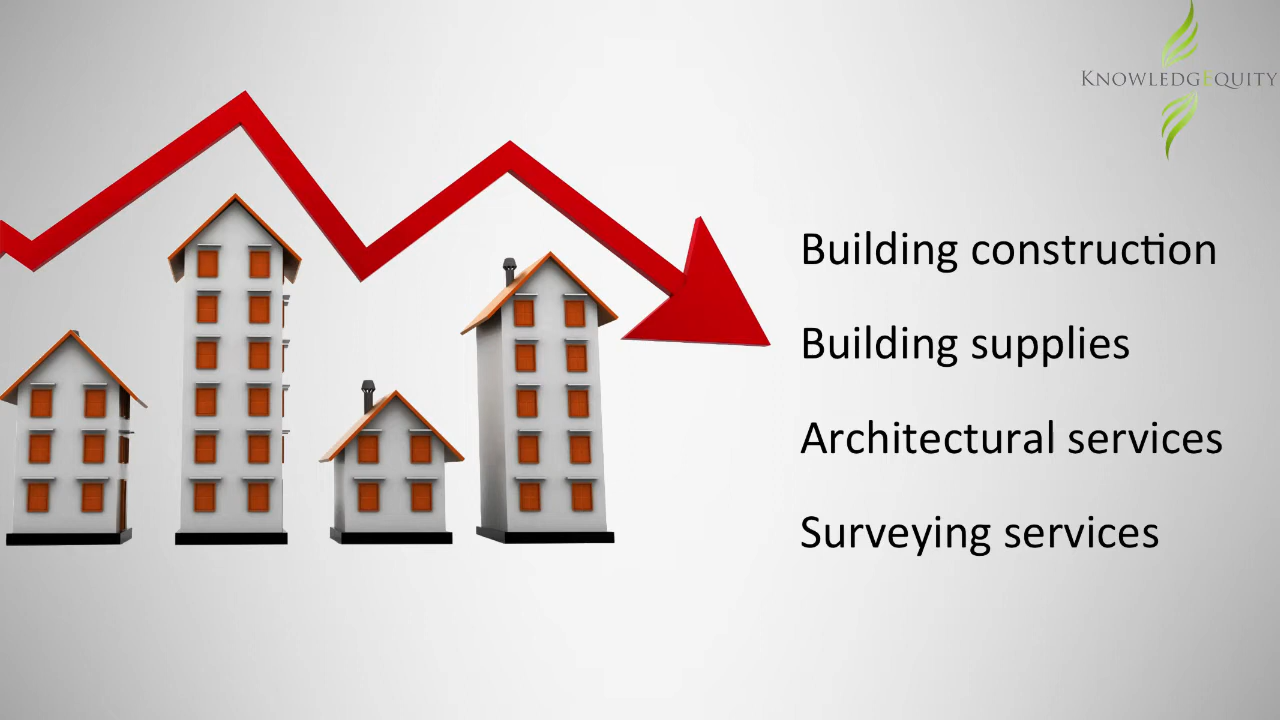 KNOWLEDGEQUITY
Building construction
Building supplies
Architectural services
Surveying services